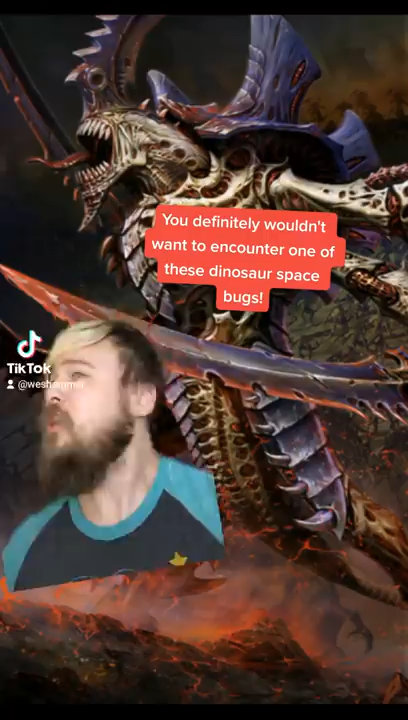 You definitely wouldn't
want to encounter one of
these dinosaur space
bugs!
TikTok